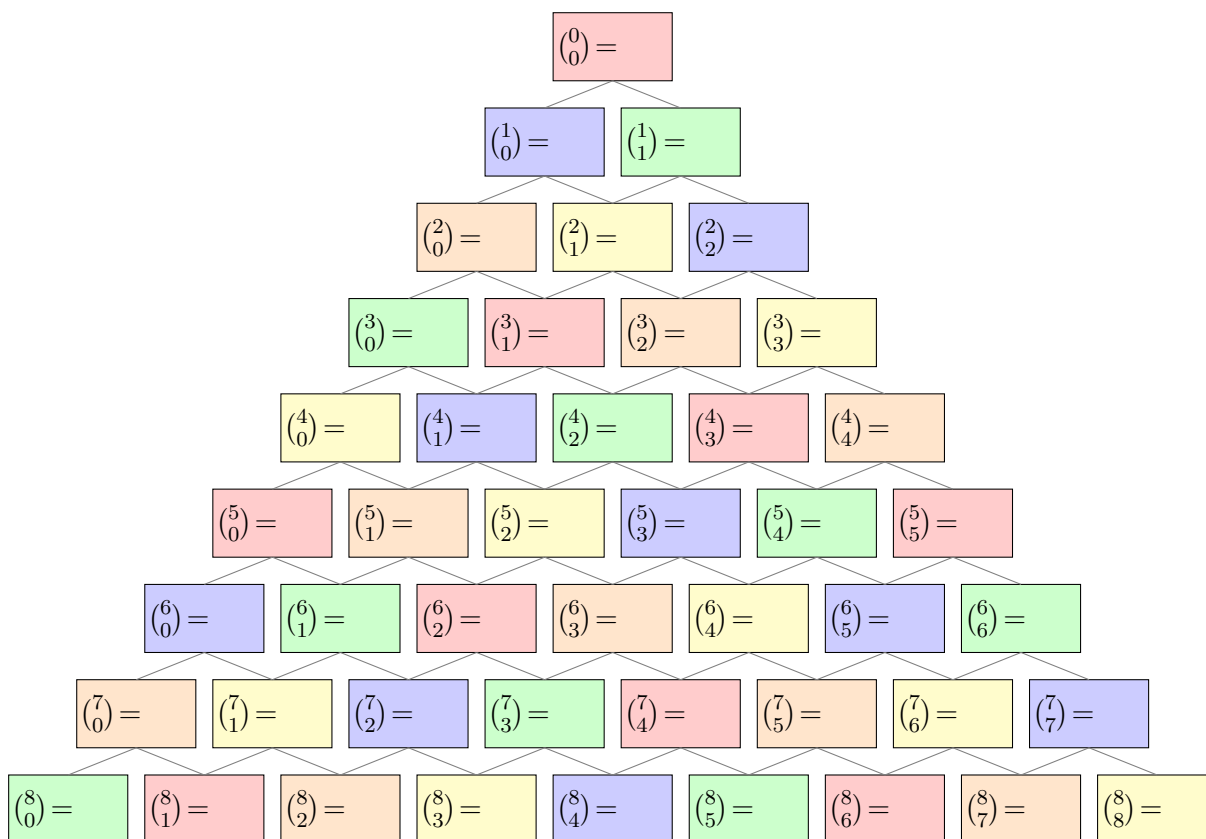 (0 0) =
(1 0) = (1 1) =
(2 0) = (2 1) = (2 2) =
(3 0) = (3 1) = (3 2) = (3 3) =
(4 0) = (4 1) = (4 2) = (4 3) = (4 4) =
(5 0) = (5 1) = (5 2) = (5 3) = (5 4) = (5 5) =
(6 0) = (6 1) = (6 2) = (6 3) = (6 4) = (6 5) = (6 6) =
(7 0) = (7 1) = (7 2) = (7 3) = (7 4) = (7 5) = (7 6) = (7 7) =
(8 0) = (8 1) = (8 2) = (8 3) = (8 4) = (8 5) = (8 6) = (8 7) = (8 8) =